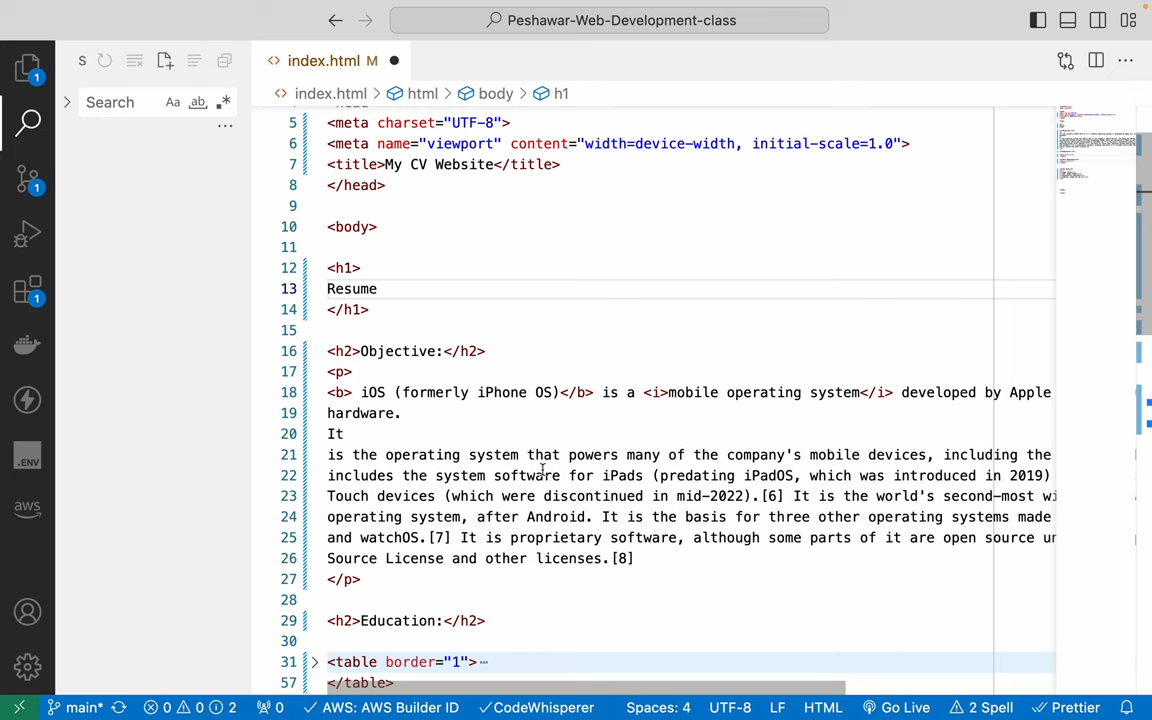 Peshawar-Web-Development-class
S
index.html M
Search Aa ab
index.html > html > body > h1
5 <meta charset="UTF-8">
6 <meta name="viewport" content="width=device-width, initial-scale=1.0">
7 <title>My CV Website</title>
8 </head>
9
10 <body>
11
12 <h1>
13 Resume
14 </h1>
15
16 <h2>Objective:</h2>
17 <p>
18 <b> iOS (formerly iPhone OS)</b> is a <i>mobile operating system</i> developed by Apple
19 hardware.
20 It
21 is the operating system that powers many of the company's mobile devices, including the
22 includes the system software for iPads (predating iPadOS, which was introduced in 2019)
23 Touch devices (which were discontinued in mid-2022).[6] It is the world's second-most
24 operating system, after Android. It is the basis for three other operating systems made
25 and watchOS.[7] It is proprietary software, although some parts of it are open source
26 Source License and other licenses.[8]
27 </p>
28
29 <h2>Education:</h2>
30
31 <table border="1">
57 </table>
1
1
1
.ENV
aws
main* 0 0 2 0 AWS: AWS Builder ID CodeWhisperer Spaces: 4 UTF-8 LF HTML Go Live 2 Spell Prettier